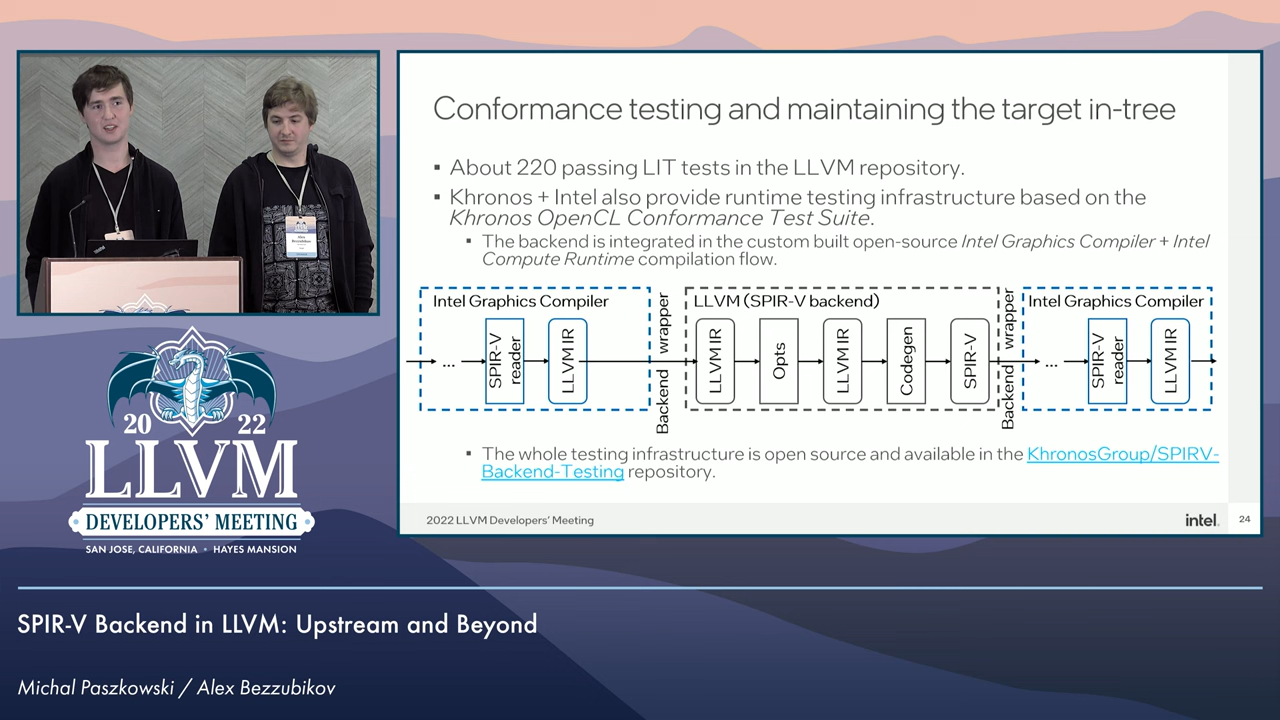 Conformance testing and maintaining the target in-tree
▪ About 220 passing LIT tests in the LLVM repository.
▪ Khronos + Intel also provide runtime testing infrastructure based on the
Khronos OpenCL Conformance Test Suite.
▪ The backend is integrated in the custom built open-source Intel Graphics Compiler + Intel
Compute Runtime compilation flow.
Intel Graphics Compiler
...
SPIR-V
reader
LLVM IR
Backend wrapper
LLVM (SPIR-V backend)
LLVM IR
Opts
LLVM IR
Codegen
SPIR-V
Backend wrapper
Intel Graphics Compiler
...
SPIR-V
reader
LLVM IR
▪ The whole testing infrastructure is open source and available in the KhronosGroup/SPIRV-
Backend-Testing repository.
2022 LLVM Developers' Meeting
intel.
24
Alex
Bezzubikov
2022
LLVM
DEVELOPERS' MEETING
SAN JOSE, CALIFORNIA • HAYES MANSION
SPIR-V Backend in LLVM: Upstream and Beyond
Michal Paszkowski / Alex Bezzubikov